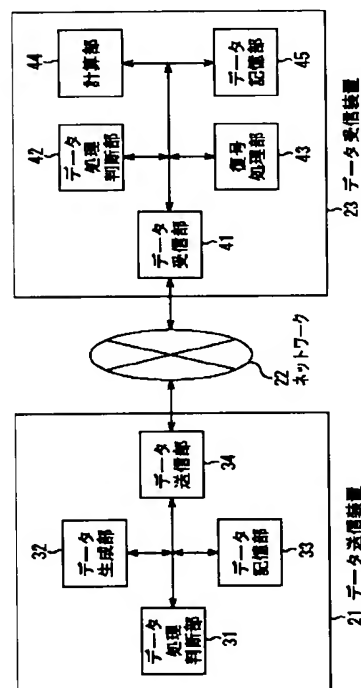 32
データ
生成部
データ
処理
判断部
31
データ
記憶部
33
データ
送信部
34
21 データ送信装置
22
ネットワーク
データ
受信部
41
42
データ
処理
判断部
44
計算部
復号
処理部
43
データ
記憶部
45
23 データ受信装置